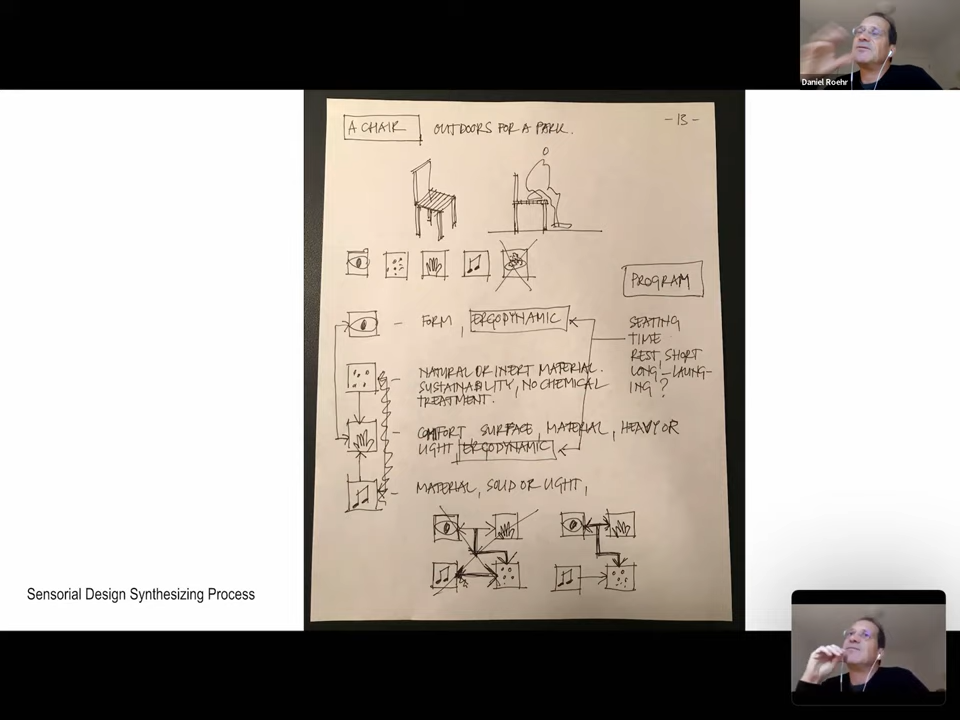 Daniel Roehr
A CHAIR OUTDOORS FOR A PARK.
- 13 -
PROGRAM
FORM, ERGODYNAMIC
SEATING
TIME
REST, SHORT
LONG, - LAUNG-
ING?
NATURAL OR INERT MATERIAL.
SUSTAINABILITY, NO CHEMICAL
TREATMENT.
COMFORT, SURFACE, MATERIAL, HEAVY OR
LIGHT, ERGODYNAMIC
MATERIAL, SOLID OR LIGHT,
Sensorial Design Synthesizing Process